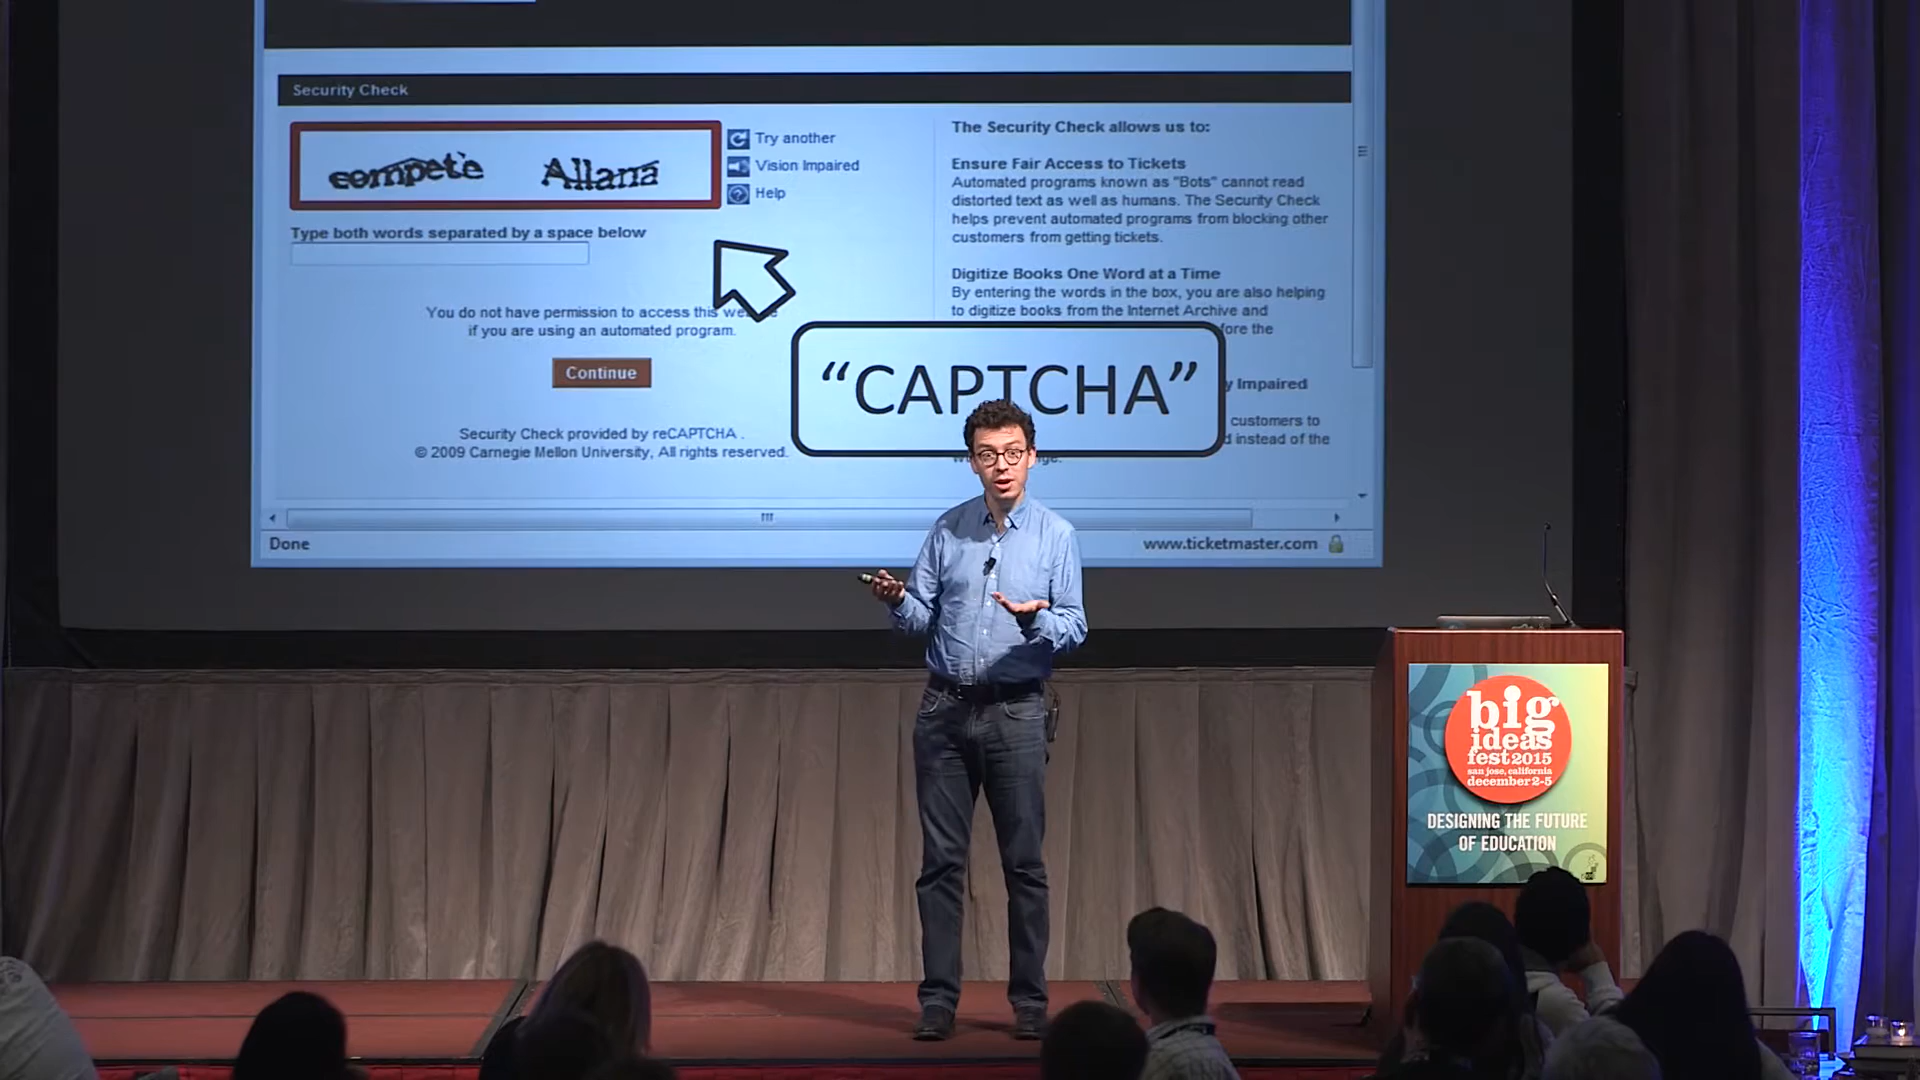 Security Check
compete Allana
Try another
Vision Impaired
Help
Type both words separated by a space below
You do not have permission to access this
if you are using an automated program.
Continue
Security Check provided by reCAPTCHA .
© 2009 Carnegie Mellon University, All rights reserved.
The Security Check allows us to:
Ensure Fair Access to Tickets
Automated programs known as "Bots" cannot read
distorted text as well as humans. The Security Check
helps prevent automated programs from blocking other
customers from getting tickets.
Digitize Books One Word at a Time
By entering the words in the box, you are also helping
to digitize books from the Internet Archive and
the
Impaired
customers to
instead of the
“CAPTCHA”
Done
www.ticketmaster.com
big
ideas
fest2015
san jose, california
december 2-5
DESIGNING THE FUTURE
OF EDUCATION